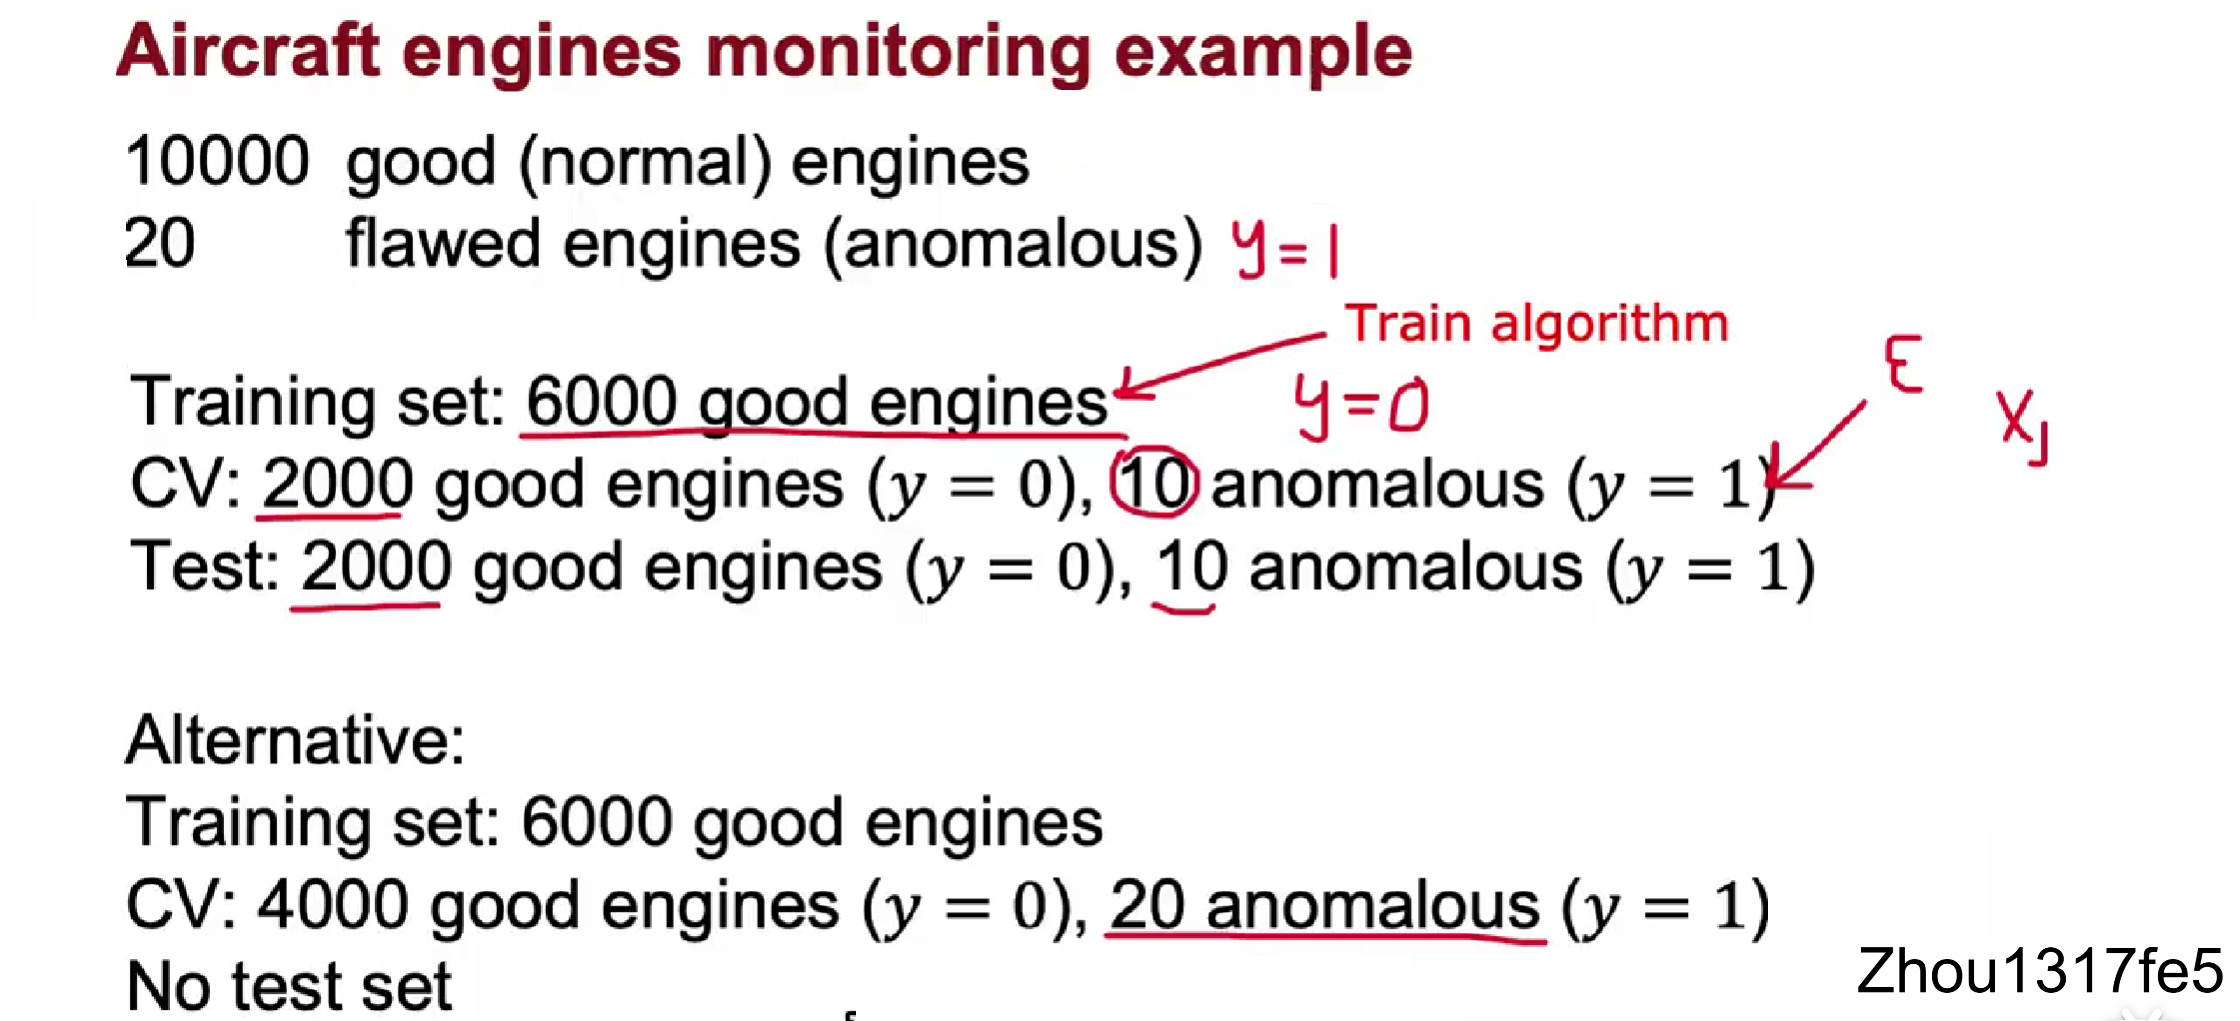 Aircraft engines monitoring example
10000 good (normal) engines
20 flawed engines (anomalous) y=1
Train algorithm
Training set: 6000 good engines y=0
ε
xj
CV: 2000 good engines (y = 0), 10 anomalous (y = 1)
Test: 2000 good engines (y = 0), 10 anomalous (y = 1)
Alternative:
Training set: 6000 good engines
CV: 4000 good engines (y = 0), 20 anomalous (y = 1)
No test set
Zhou1317fe5